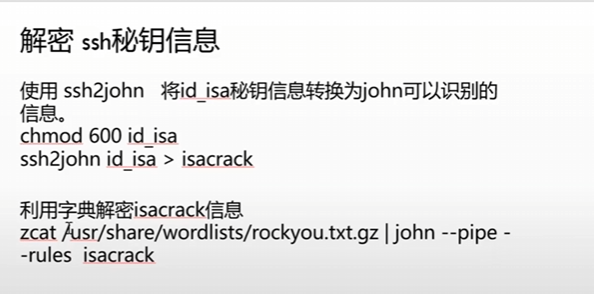 解密 ssh秘钥信息
使用 ssh2john 将id_isa秘钥信息转换为john可以识别的
信息。
chmod 600 id_isa
ssh2john id_isa > isacrack
利用字典解密isacrack信息
zcat /usr/share/wordlists/rockyou.txt.gz | john --pipe -
-rules isacrack